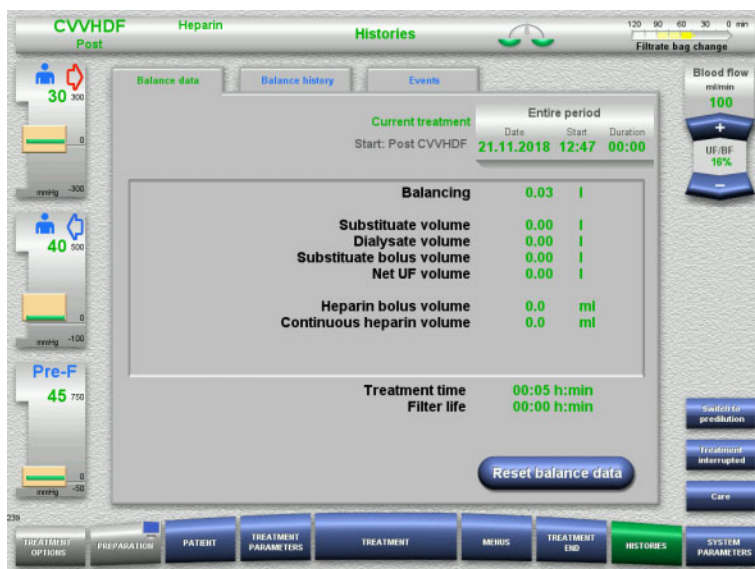 CVVHDF Heparin Histories 120 90 60 30 0 min
Post Filtrate bag change
30 300
0
mmHg -300
40 500
0
mmHg -100
Pre-F
45 750
0
mmHg -50
Balance data Balance history Events
Entire period
Current treatment Date Start Duration
Start: Post CVVHDF 21.11.2018 12:47 00:00
Balancing 0.03 l
Substituate volume 0.00 l
Dialysate volume 0.00 l
Substituate bolus volume 0.00 l
Net UF volume 0.00 l
Heparin bolus volume 0.0 ml
Continuous heparin volume 0.0 ml
Treatment time 00:05 h:min
Filter life 00:00 h:min
Reset balance data
Blood flow
ml/min
100
+
UF/BF
16%
−
Switch to
predilution
Treatment
interrupted
Care
TREATMENT
OPTIONS
PREPARATION
PATIENT
TREATMENT
PARAMETERS
TREATMENT
MENUS
TREATMENT
END
HISTORIES
SYSTEM
PARAMETERS